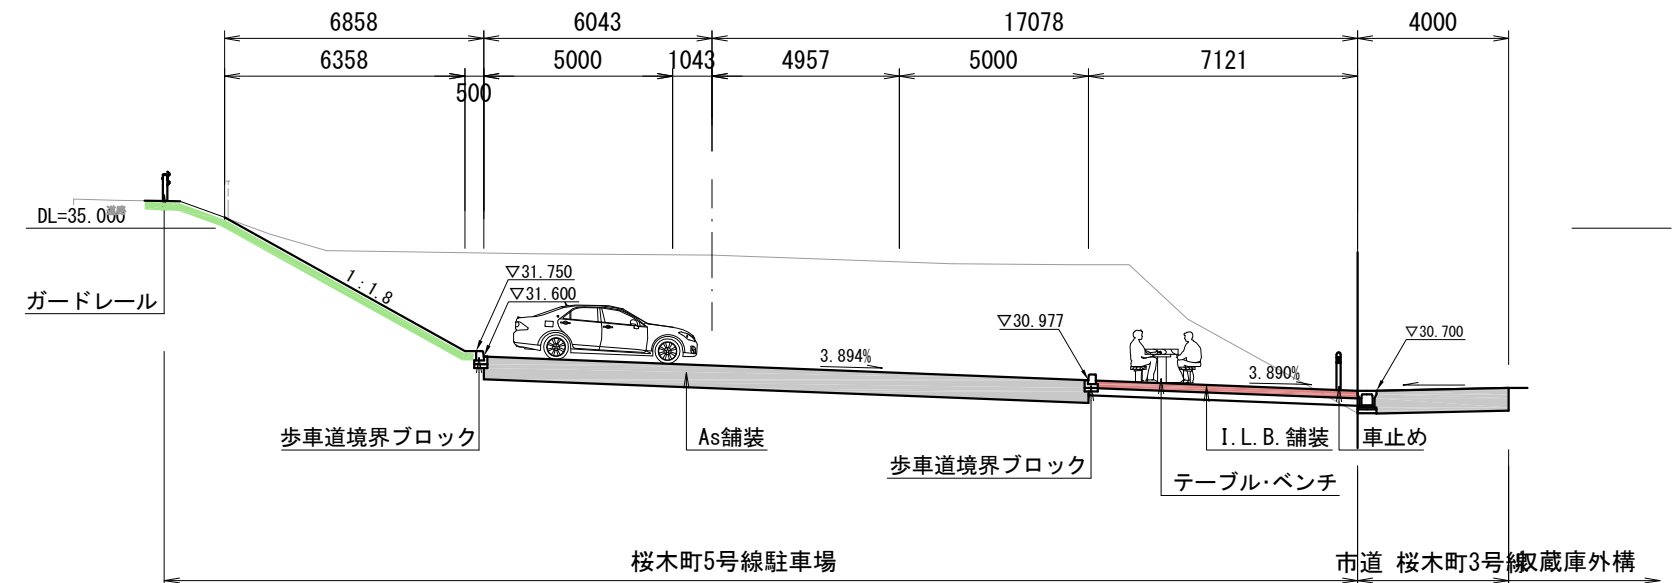 6858 6043 17078 4000
6358 5000 1043 4957 5000 7121
500
DL=35.000
ガードレール
1:1.8
▽31.750
▽31.600
3.894%
▽30.977
3.890%
▽30.700
歩車道境界ブロック
As舗装
歩車道境界ブロック
テーブル・ベンチ
I.L.B.舗装
車止め
桜木町5号線駐車場
市道 桜木町3号線
収蔵庫外構